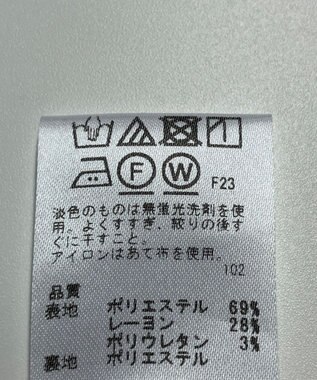 F W F23
淡色のものは無蛍光洗剤を使
用。よくすすぎ、絞りの後す
ぐに干すこと。
アイロンはあて布を使用。
102
品質
表地 ポリエステル 69%
レーヨン 28%
ポリウレタン 3%
裏地 ポリエステル